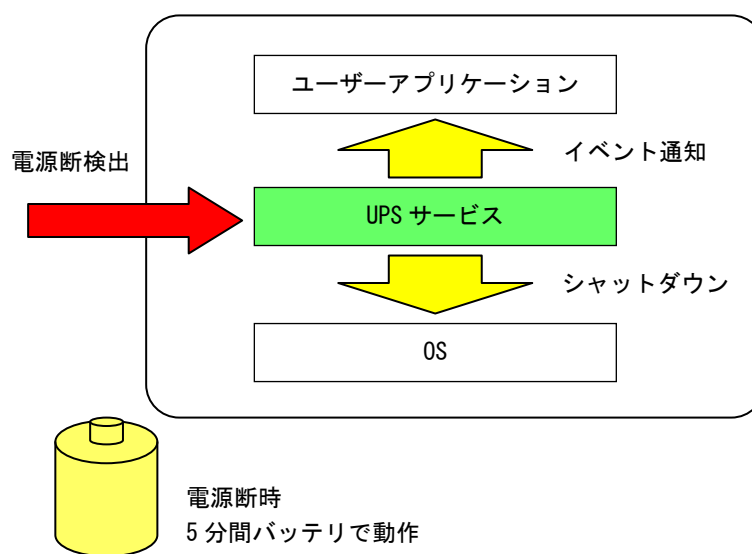 ユーザーアプリケーション
イベント通知
電源断検出
UPS サービス
シャットダウン
OS
電源断時
5 分間バッテリで動作